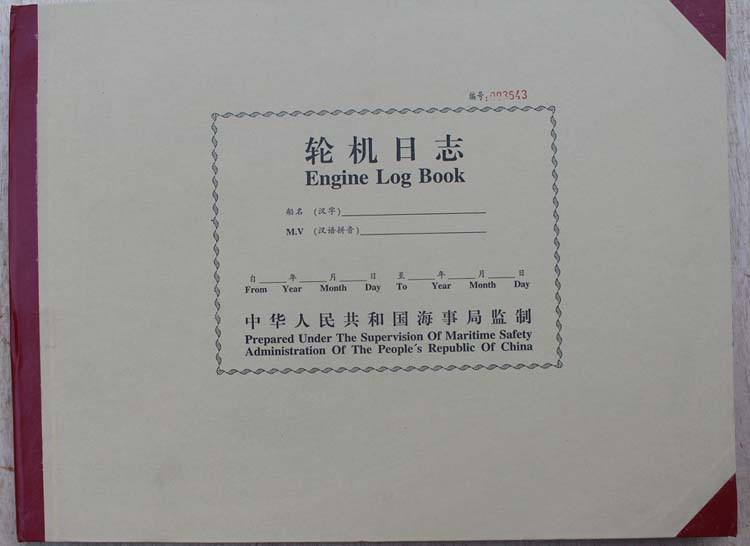 编号:003543
轮机日志
Engine Log Book
船名 (汉字)
M.V (汉语拼音)
自 年 月 日 至 年 月 日
From Year Month Day To Year Month Day
中华人民共和国海事局监制
Prepared Under The Supervision Of Maritime Safety
Administration Of The People's Republic Of China